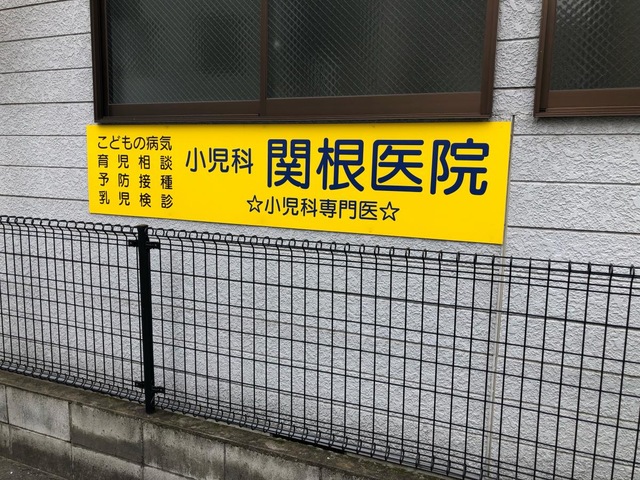 こどもの病気
育児相談
予防接種
乳児検診
小児科 関根医院
☆小児科専門医☆